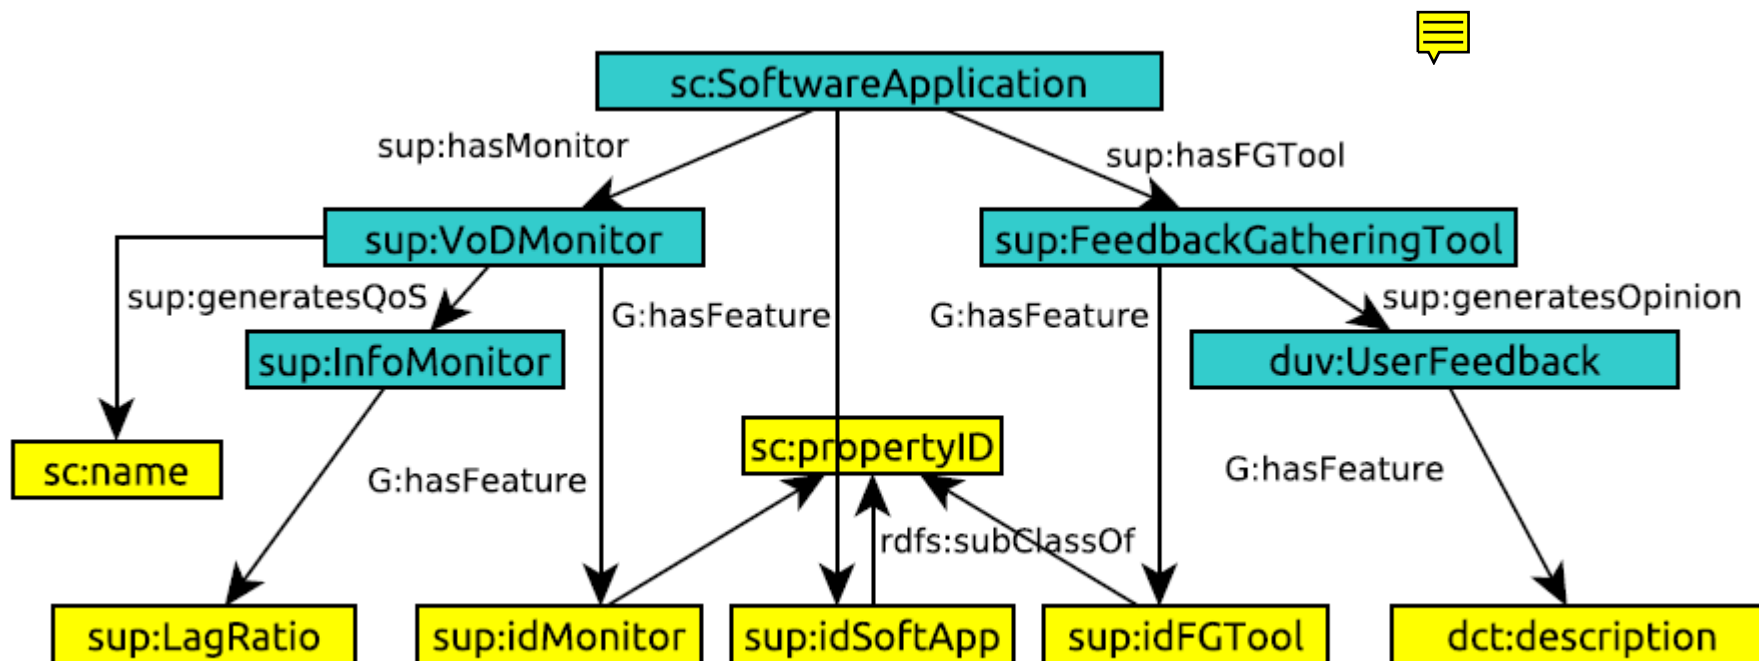 sc:SoftwareApplication
sup:hasMonitor
sup:hasFGTool
sup:VoDMonitor
sup:FeedbackGatheringTool
sup:generatesQoS
G:hasFeature
G:hasFeature
sup:generatesOpinion
sup:InfoMonitor
duv:UserFeedback
sc:name
G:hasFeature
sc:propertyID
G:hasFeature
rdfs:subClassOf
sup:LagRatio
sup:idMonitor
sup:idSoftApp
sup:idFGTool
dct:description